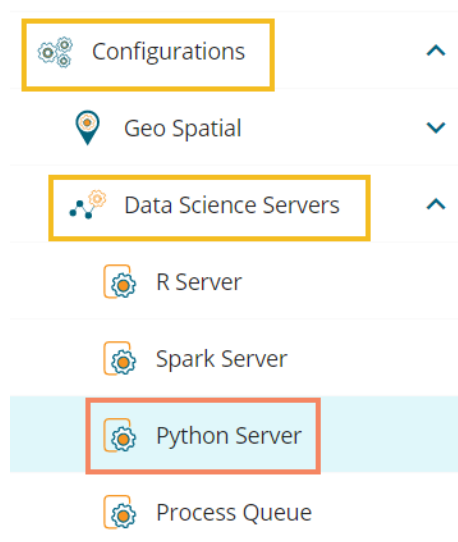 Configurations
Geo Spatial
Data Science Servers
R Server
Spark Server
Python Server
Process Queue